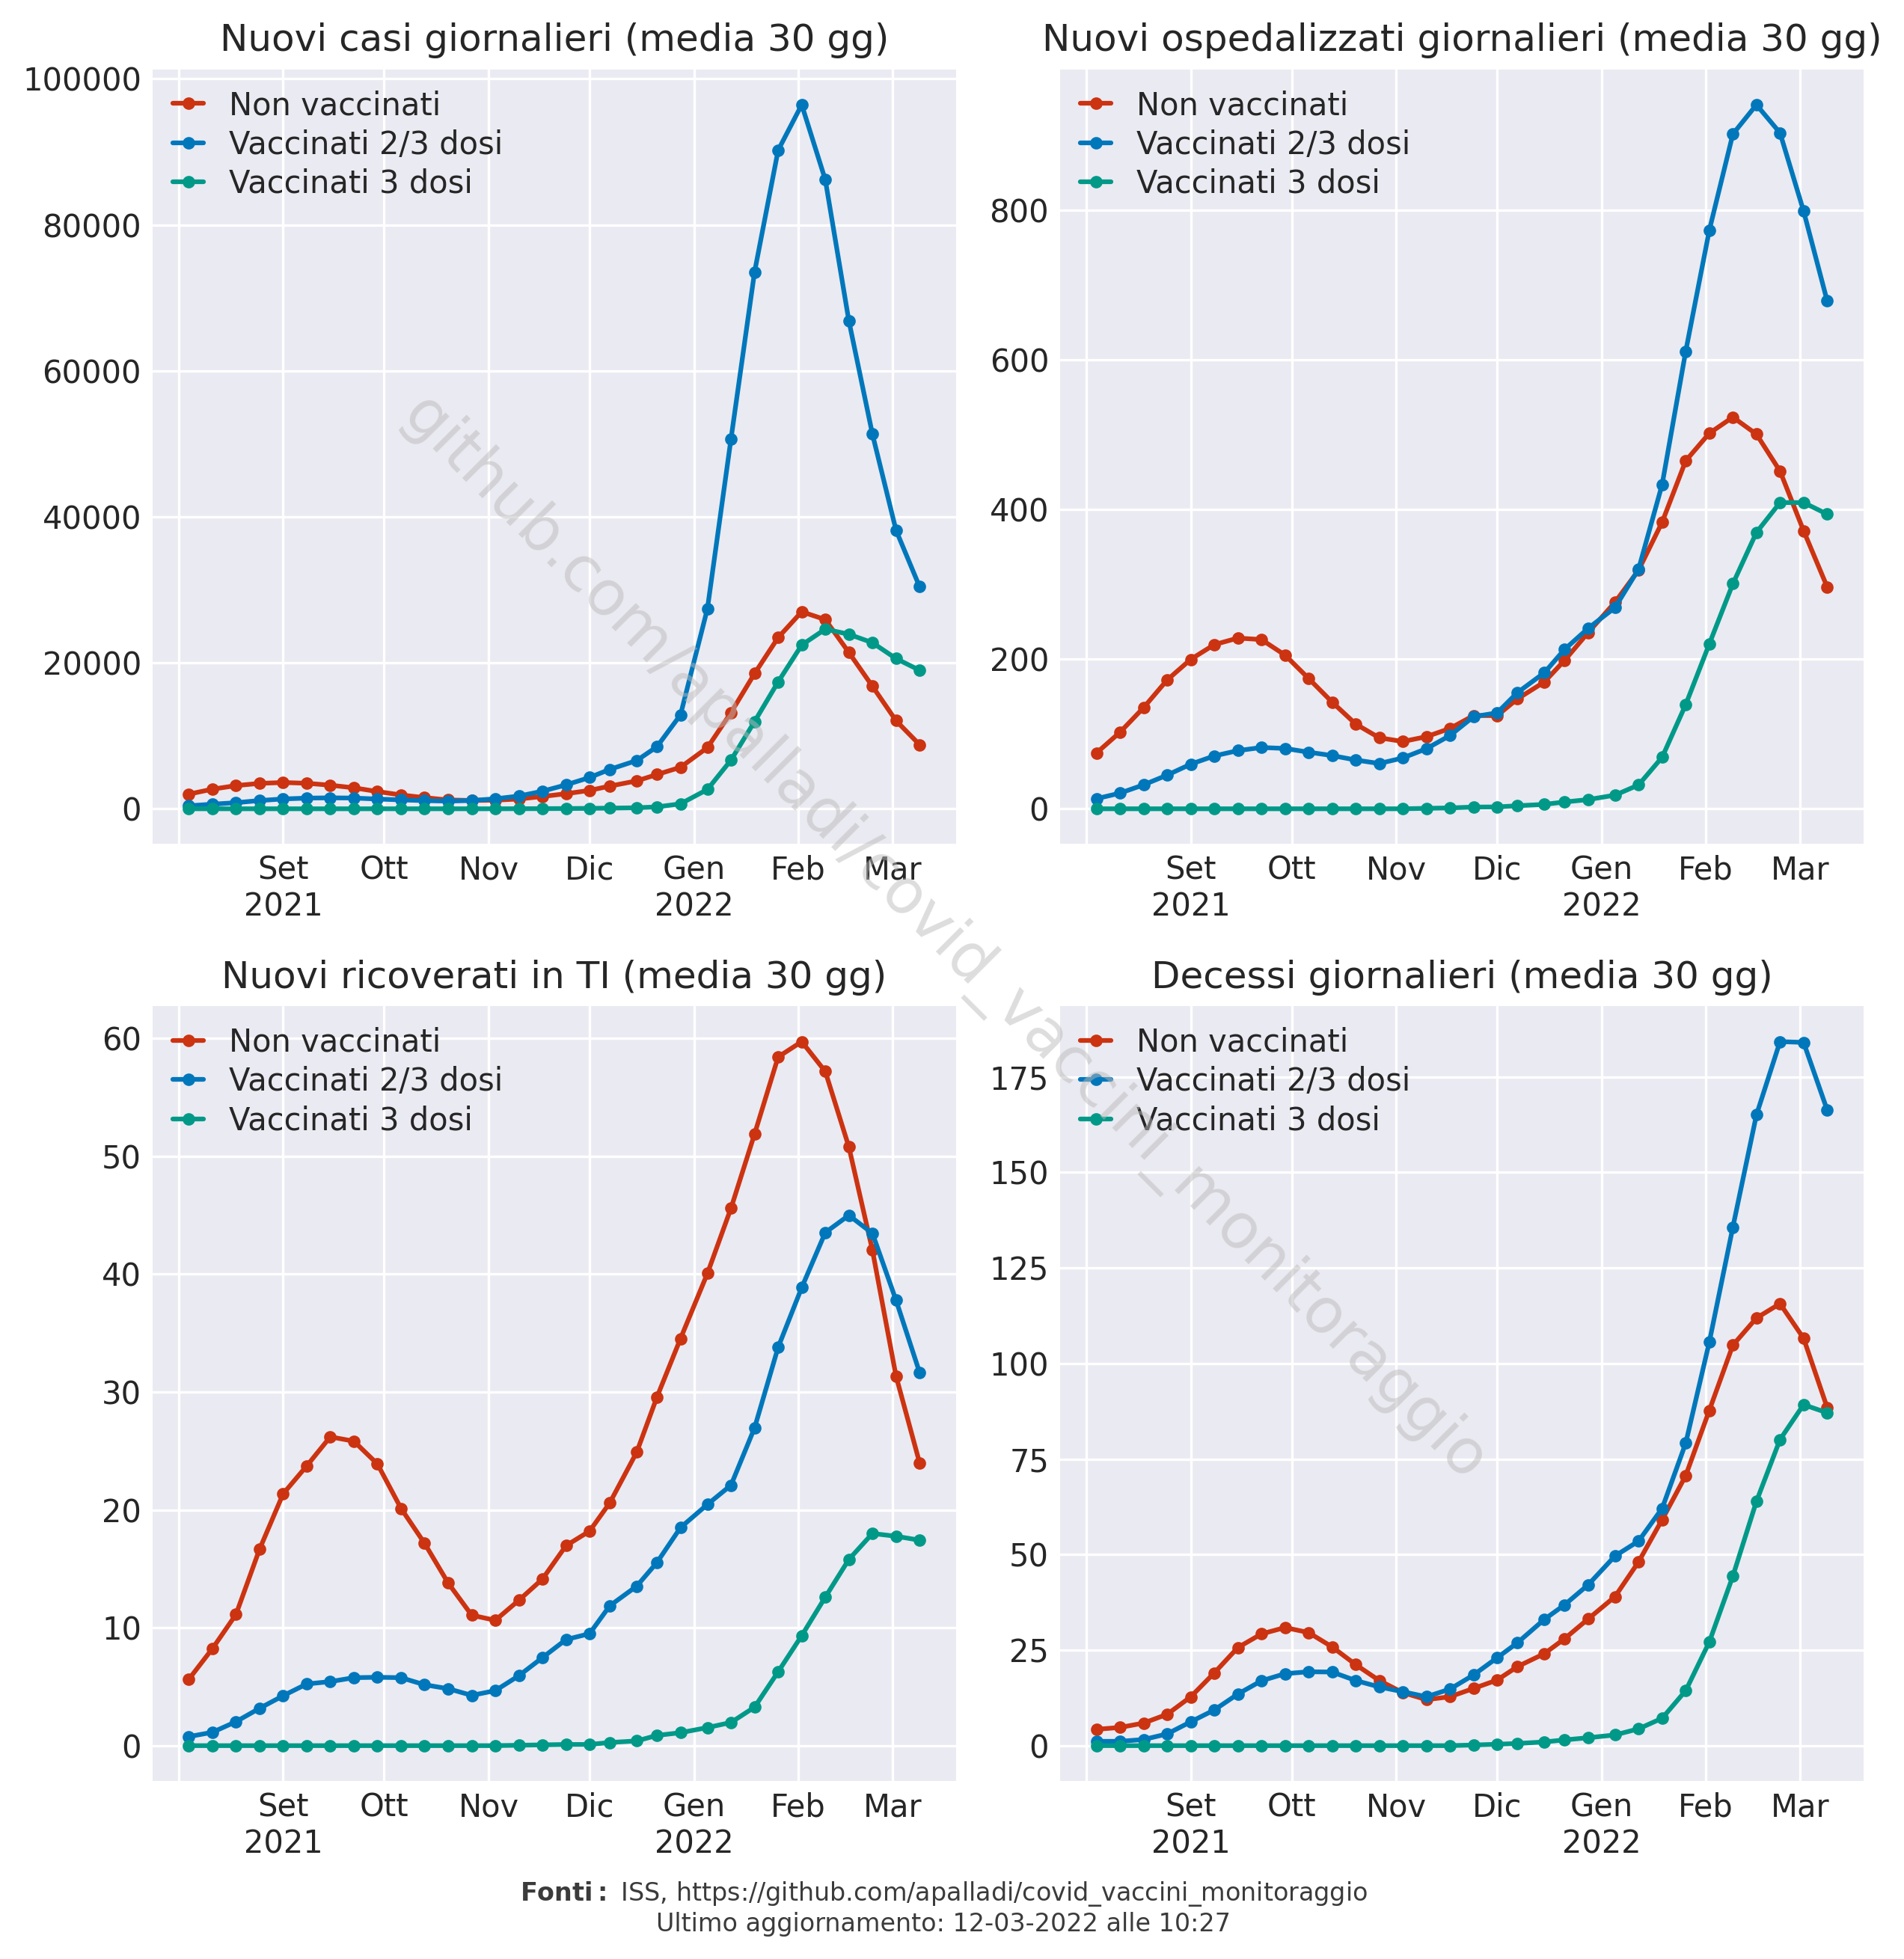 Nuovi casi giornalieri (media 30 gg)
100000
80000
60000
40000
20000
0
Non vaccinati
Vaccinati 2/3 dosi
Vaccinati 3 dosi
Set
2021
Ott
Nov
Dic
Gen
2022
Feb
Mar
Nuovi ospedalizzati giornalieri (media 30 gg)
800
600
400
200
0
Non vaccinati
Vaccinati 2/3 dosi
Vaccinati 3 dosi
Set
2021
Ott
Nov
Dic
Gen
2022
Feb
Mar
github.com/apalladi/covid_vaccini_monitoraggio
Nuovi ricoverati in TI (media 30 gg)
60
50
40
30
20
10
0
Non vaccinati
Vaccinati 2/3 dosi
Vaccinati 3 dosi
Set
2021
Ott
Nov
Dic
Gen
2022
Feb
Mar
Decessi giornalieri (media 30 gg)
175
150
125
100
75
50
25
0
Non vaccinati
Vaccinati 2/3 dosi
Vaccinati 3 dosi
Set
2021
Ott
Nov
Dic
Gen
2022
Feb
Mar
Fonti: ISS, https://github.com/apalladi/covid_vaccini_monitoraggio
Ultimo aggiornamento: 12-03-2022 alle 10:27